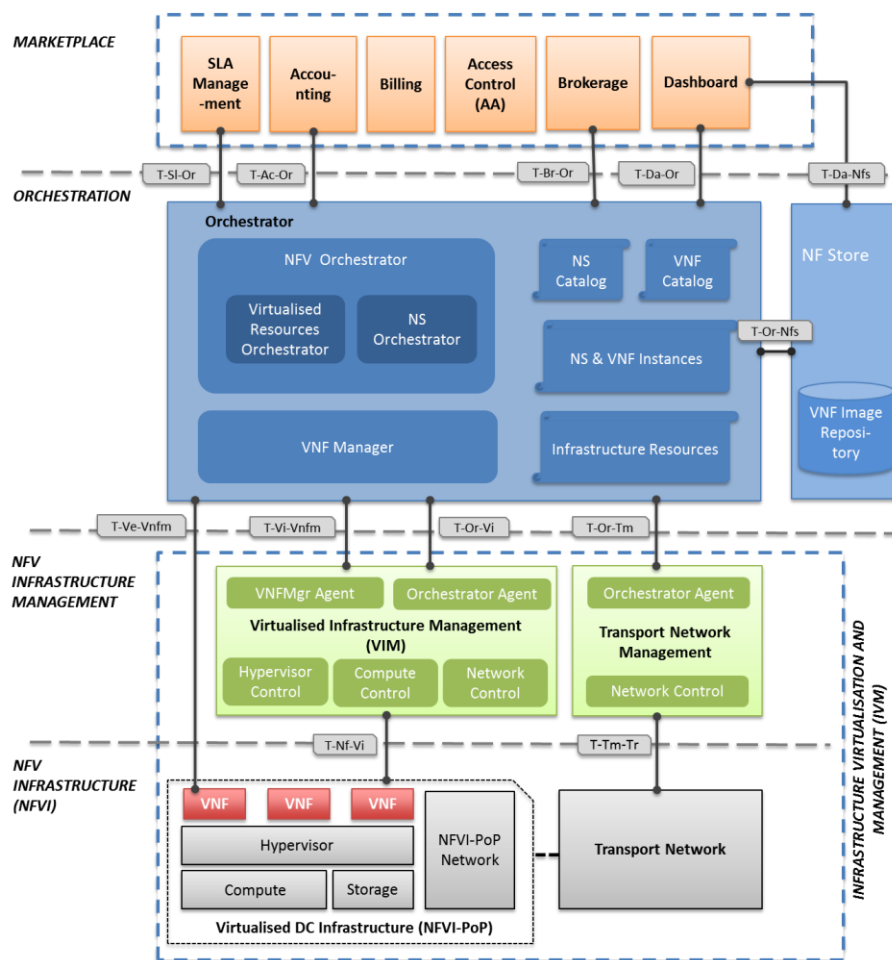 MARKETPLACE
SLA
Manage
-ment
Accou-
nting
Billing
Access
Control
(AA)
Brokerage
Dashboard
T-Sl-Or
T-Ac-Or
T-Br-Or
T-Da-Or
T-Da-Nfs
ORCHESTRATION
Orchestrator
NFV Orchestrator
Virtualised
Resources
Orchestrator
NS
Orchestrator
NS
Catalog
VNF
Catalog
NF Store
T-Or-Nfs
NS & VNF Instances
VNF Manager
Infrastructure Resources
VNF Image
Reposi-
tory
T-Ve-Vnfm
T-Vi-Vnfm
T-Or-Vi
T-Or-Tm
NFV
INFRASTRUCTURE
MANAGEMENT
VNFMgr Agent
Orchestrator Agent
Virtualised Infrastructure Management
(VIM)
Hypervisor
Control
Compute
Control
Network
Control
Orchestrator Agent
Transport Network
Management
Network Control
INFRASTRUCTURE VIRTUALISATION AND
MANAGEMENT (IVM)
T-Nf-Vi
T-Tm-Tr
NFV
INFRASTRUCTURE
(NFVI)
VNF
VNF
VNF
Hypervisor
Compute
Storage
NFVI-PoP
Network
Virtualised DC Infrastructure (NFVI-PoP)
Transport Network